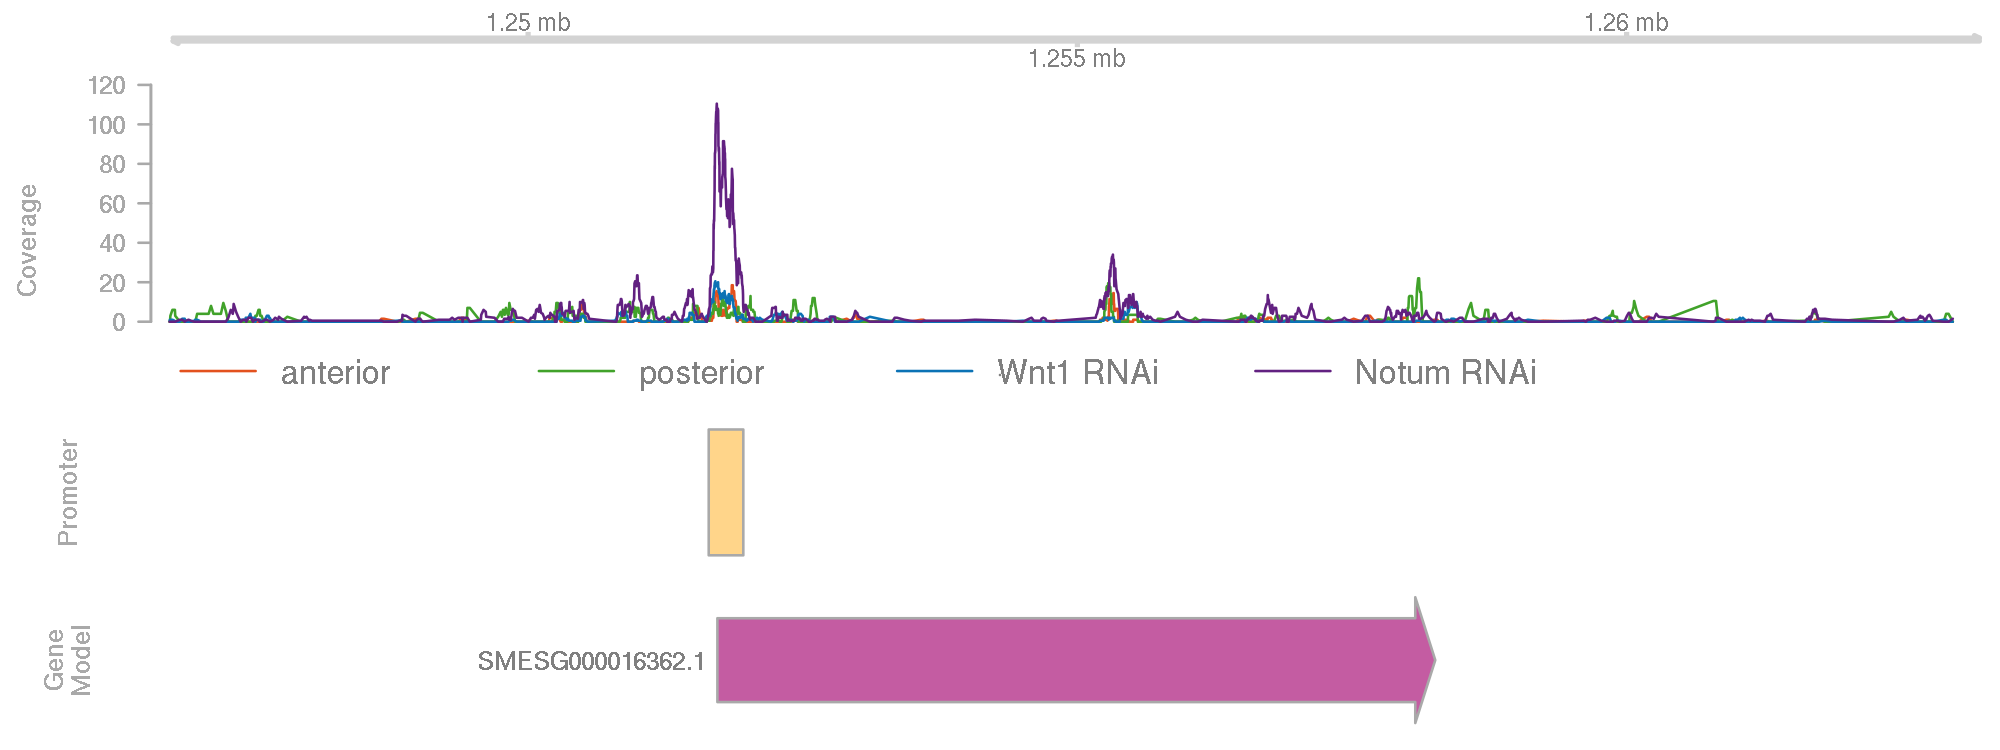 1.25 mb
1.26 mb
1.255 mb
120
100
80
60
40
20
0
Coverage
anterior posterior Wnt1 RNAi Notum RNAi
Promoter
Gene
Model
SMESG000016362.1